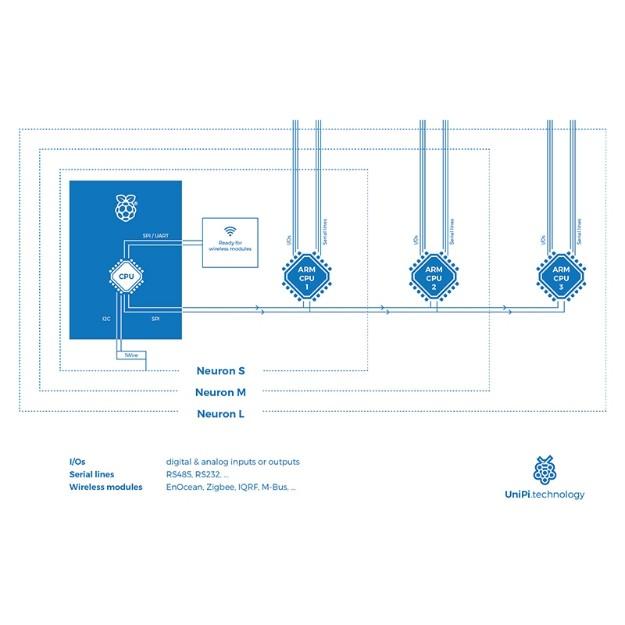 I/Os
Serial lines
I/Os
Serial lines
I/Os
Serial lines
SPI / UART
Ready for
wireless modules
CPU
ARM
CPU
1
ARM
CPU
2
ARM
CPU
3
I2C
SPI
1Wire
Neuron S
Neuron M
Neuron L
I/Os digital & analog inputs or outputs
Serial lines RS485, RS232, ...
Wireless modules EnOcean, Zigbee, IQRF, M-Bus, ...
UniPi.technology